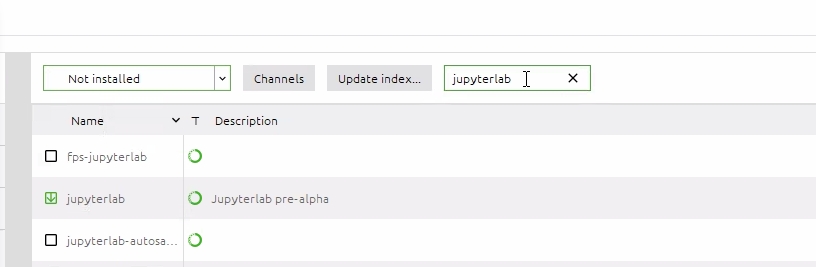 Not installed Channels Update index... jupyterlab
Name T Description
fps-jupyterlab
jupyterlab Jupyterlab pre-alpha
jupyterlab-autosa...